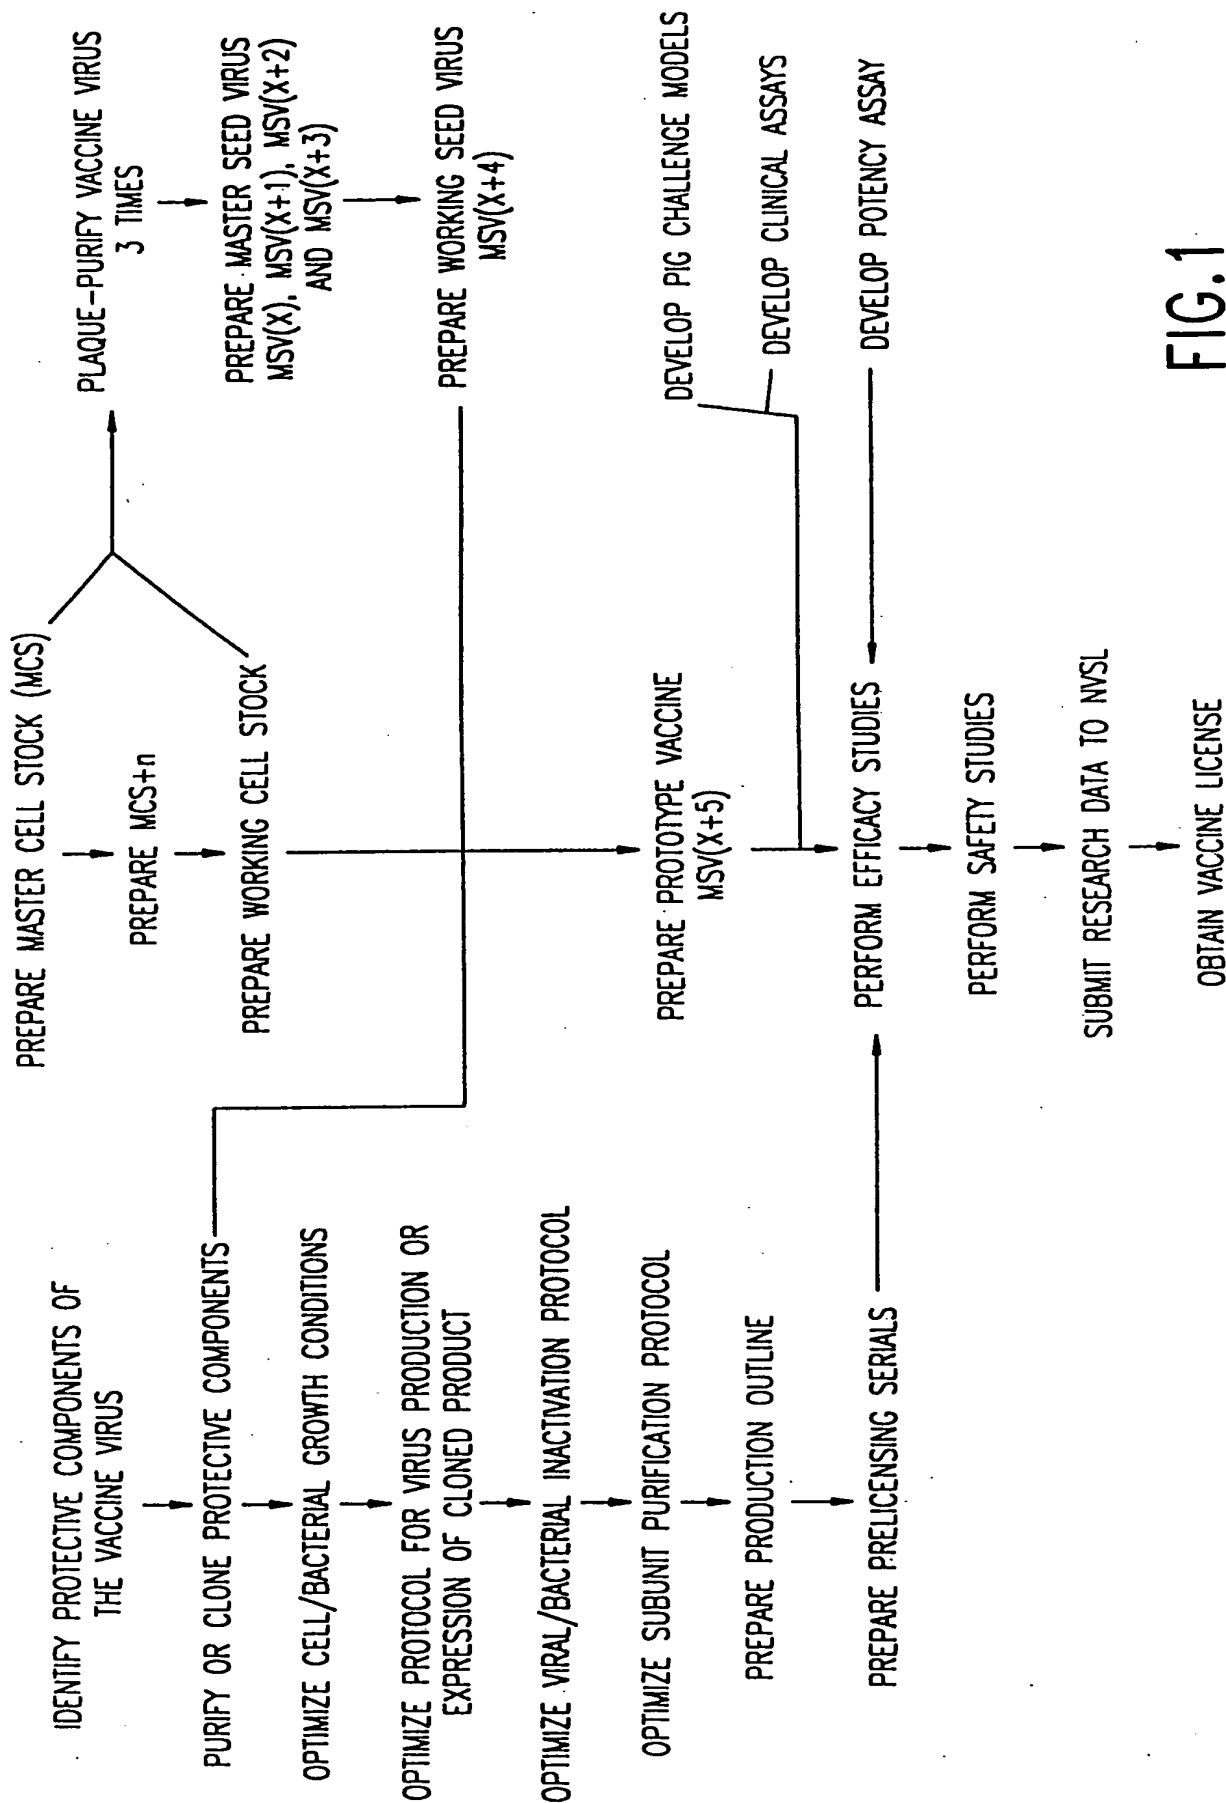 IDENTIFY PROTECTIVE COMPONENTS OF
THE VACCINE VIRUS
PURIFY OR CLONE PROTECTIVE COMPONENTS
OPTIMIZE CELL/BACTERIAL GROWTH CONDITIONS
OPTIMIZE PROTOCOL FOR VIRUS PRODUCTION OR
EXPRESSION OF CLONED PRODUCT
OPTIMIZE VIRAL/BACTERIAL INACTIVATION PROTOCOL
OPTIMIZE SUBUNIT PURIFICATION PROTOCOL
PREPARE PRODUCTION OUTLINE
PREPARE PRELICENSING SERIALS
PREPARE MASTER CELL STOCK (MCS)
PREPARE MCS+n
PREPARE WORKING CELL STOCK
PREPARE PROTOTYPE VACCINE
MSV(X+5)
PERFORM EFFICACY STUDIES
PERFORM SAFETY STUDIES
SUBMIT RESEARCH DATA TO NVSL
OBTAIN VACCINE LICENSE
PLAQUE-PURIFY VACCINE VIRUS
3 TIMES
PREPARE MASTER SEED VIRUS
MSV(X), MSV(X+1), MSV(X+2)
AND MSV(X+3)
PREPARE WORKING SEED VIRUS
MSV(X+4)
DEVELOP PIG CHALLENGE MODELS
DEVELOP CLINICAL ASSAYS
DEVELOP POTENCY ASSAY
FIG.1